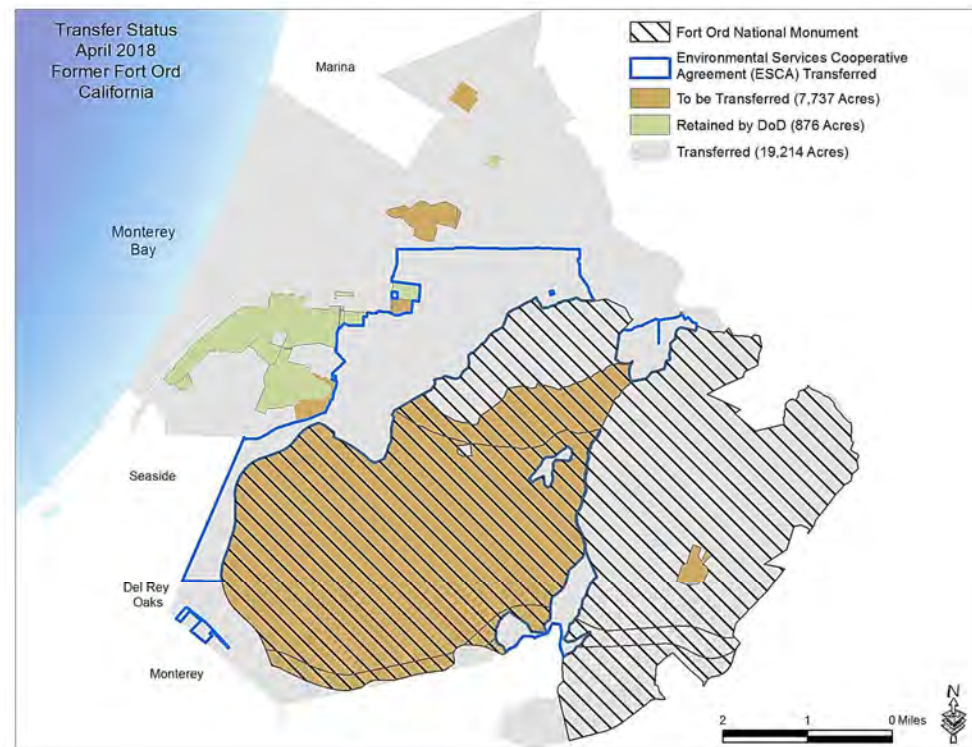 Transfer Status
April 2018
Former Fort Ord
California
Marina
Fort Ord National Monument
Environmental Services Cooperative
Agreement (ESCA) Transferred
To be Transferred (7,737 Acres)
Retained by DoD (876 Acres)
Transferred (19,214 Acres)
Monterey
Bay
Seaside
Del Rey
Oaks
Monterey
N
2 1 0 Miles